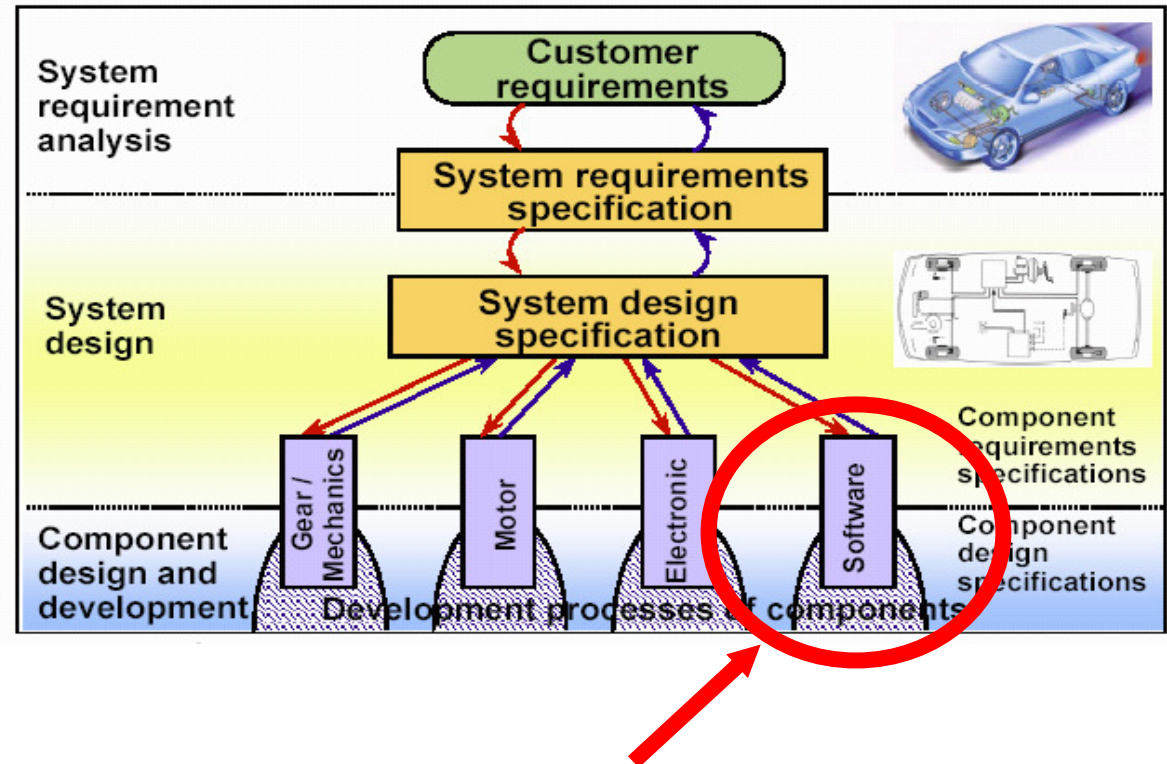 System
requirement
analysis
Customer
requirements
System requirements
specification
System
design
System design
specification
Component
requirements
specifications
Gear /
Mechanics
Motor
Electronic
Software
Component
design and
development
Component
design
specifications
Development processes of components